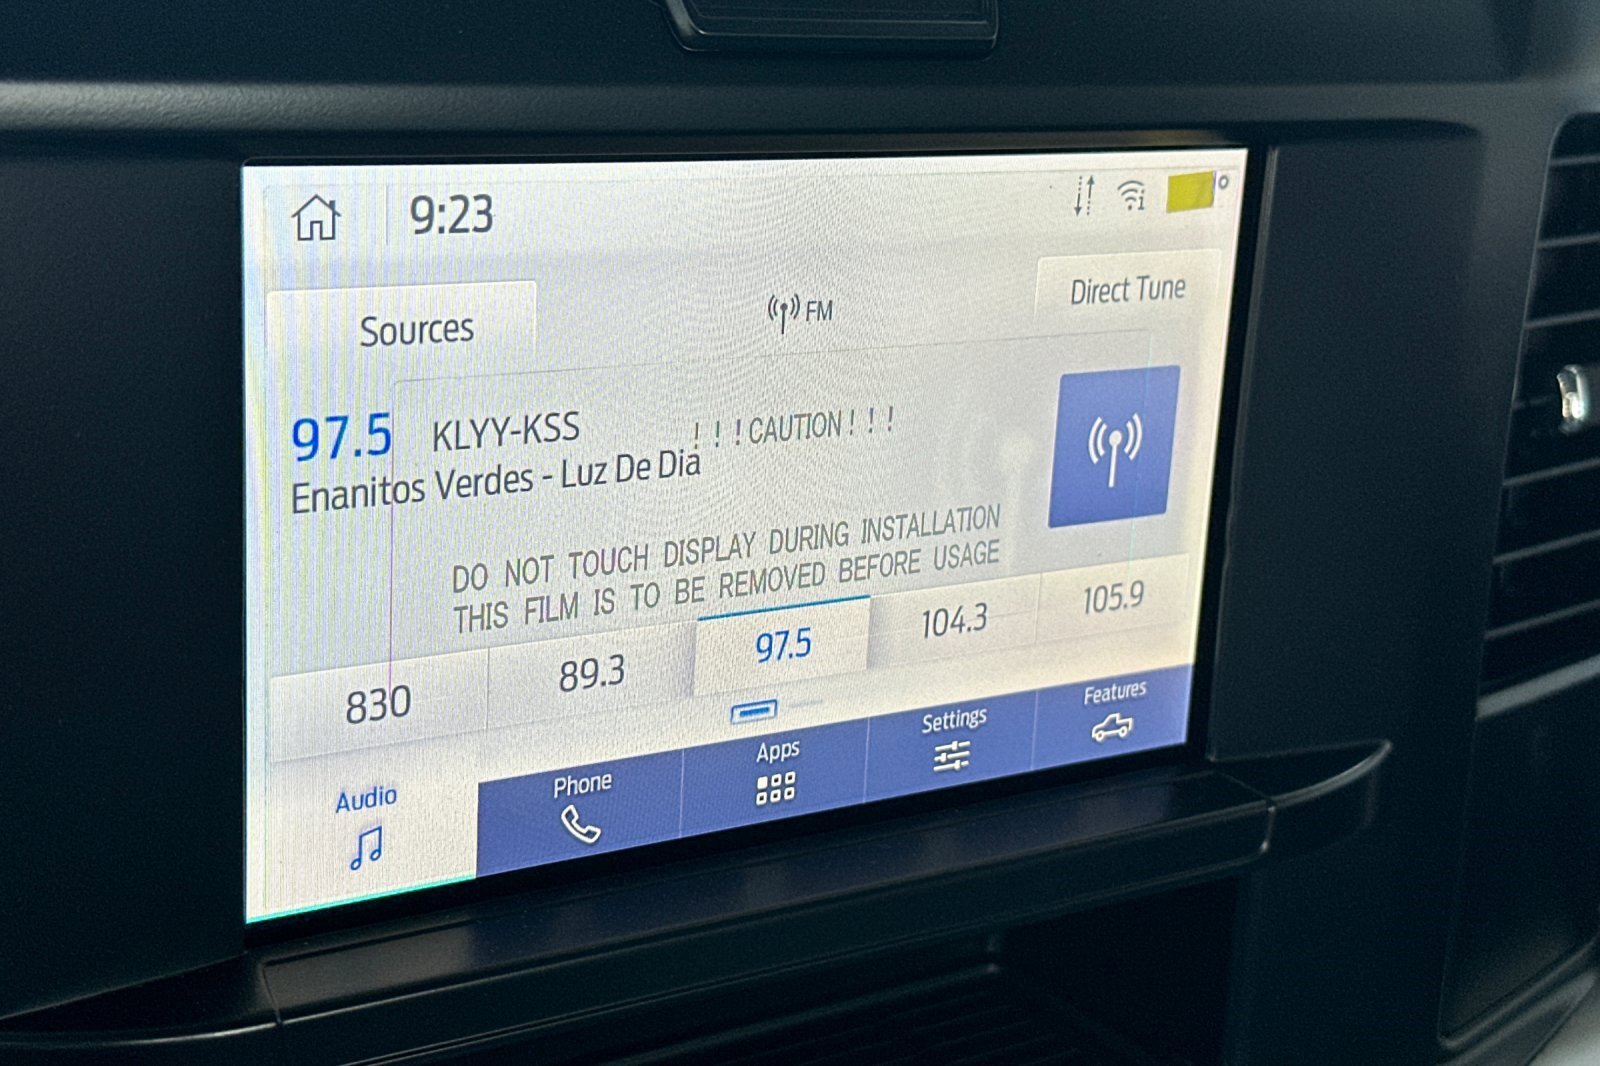 9:23
Sources
FM
Direct Tune
97.5 KLYY-KSS
!!!CAUTION!!!
Enanitos Verdes - Luz De Dia
DO NOT TOUCH DISPLAY DURING INSTALLATION
THIS FILM IS TO BE REMOVED BEFORE USAGE
830 89.3 97.5 104.3 105.9
Audio Phone Apps Settings Features